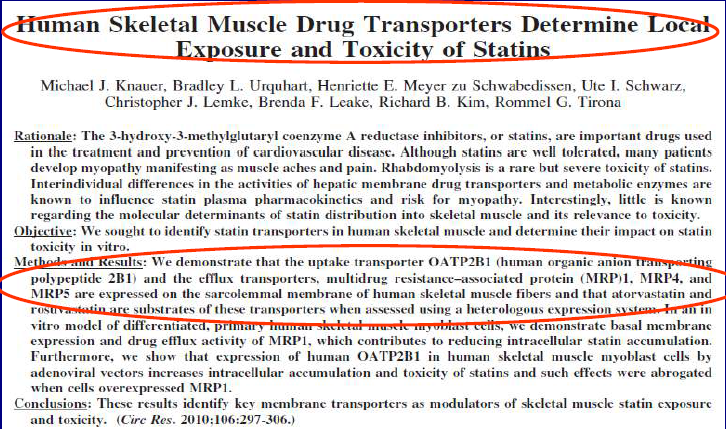 Human Skeletal Muscle Drug Transporters Determine Local
Exposure and Toxicity of Statins
Michael J. Knauer, Bradley L. Urquhart, Henriette E. Meyer zu Schwabedissen, Ute I. Schwarz,
Christopher J. Lemke, Brenda F. Leake, Richard B. Kim, Rommel G. Tirona
Rationale: The 3-hydroxy-3-methylglutaryl coenzyme A reductase inhibitors, or statins, are important drugs used
in the treatment and prevention of cardiovascular disease. Although statins are well tolerated, many patients
develop myopathy manifesting as muscle aches and pain. Rhabdomyolysis is a rare but severe toxicity of statins.
Interindividual differences in the activities of hepatic membrane drug transporters and metabolic enzymes are
known to influence statin plasma pharmacokinetics and risk for myopathy. Interestingly, little is known
regarding the molecular determinants of statin distribution into skeletal muscle and its relevance to toxicity.
Objective: We sought to identify statin transporters in human skeletal muscle and determine their impact on statin
toxicity in vitro.
Methods and Results: We demonstrate that the uptake transporter OATP2B1 (human organic anion transporting
polypeptide 2B1) and the efflux transporters, multidrug resistance–associated protein (MRP)1, MRP4, and
MRP5 are expressed on the sarcolemmal membrane of human skeletal muscle fibers and that atorvastatin and
rosuvastatin are substrates of these transporters when assessed using a heterologous expression system. In an in
vitro model of differentiated, primary human skeletal muscle myoblast cells, we demonstrate basal membrane
expression and drug efflux activity of MRP1, which contributes to reducing intracellular statin accumulation.
Furthermore, we show that expression of human OATP2B1 in human skeletal muscle myoblast cells by
adenoviral vectors increases intracellular accumulation and toxicity of statins and such effects were abrogated
when cells overexpressed MRP1.
Conclusions: These results identify key membrane transporters as modulators of skeletal muscle statin exposure
and toxicity. (Circ Res. 2010;106:297-306.)